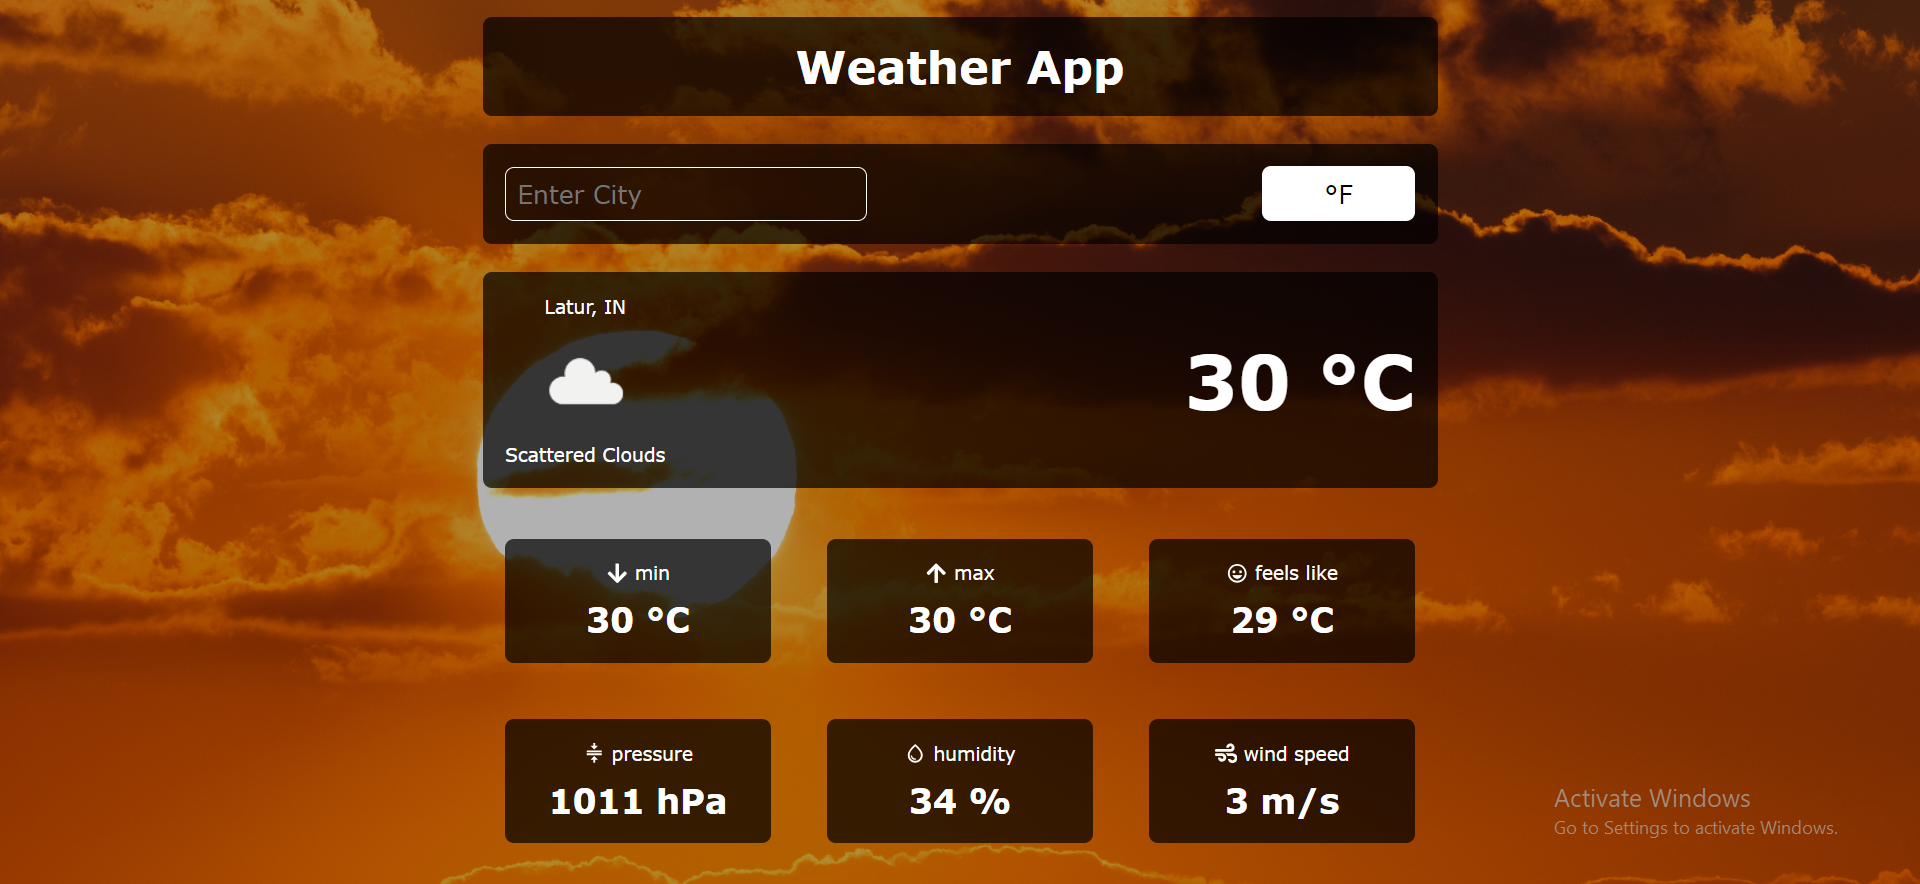 Weather App
Enter City
°F
Latur, IN
30 °C
Scattered Clouds
min
30 °C
max
30 °C
feels like
29 °C
pressure
1011 hPa
humidity
34 %
wind speed
3 m/s
Activate Windows
Go to Settings to activate Windows.